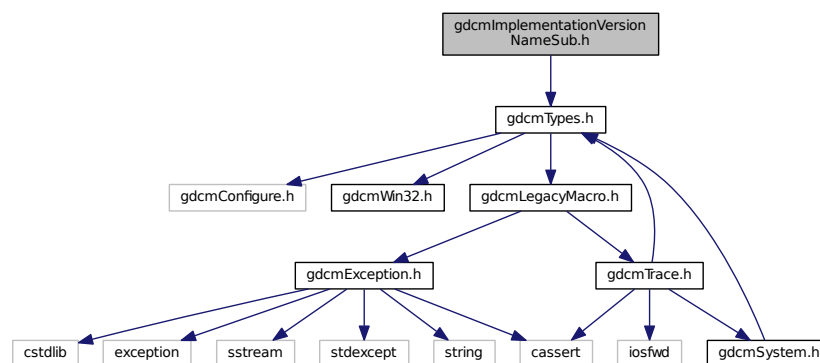 gdcmImplementationVersion
NameSub.h
gdcmTypes.h
gdcmConfigure.h
gdcmWin32.h
gdcmLegacyMacro.h
gdcmException.h
gdcmTrace.h
cstdlib
exception
sstream
stdexcept
string
cassert
iosfwd
gdcmSystem.h